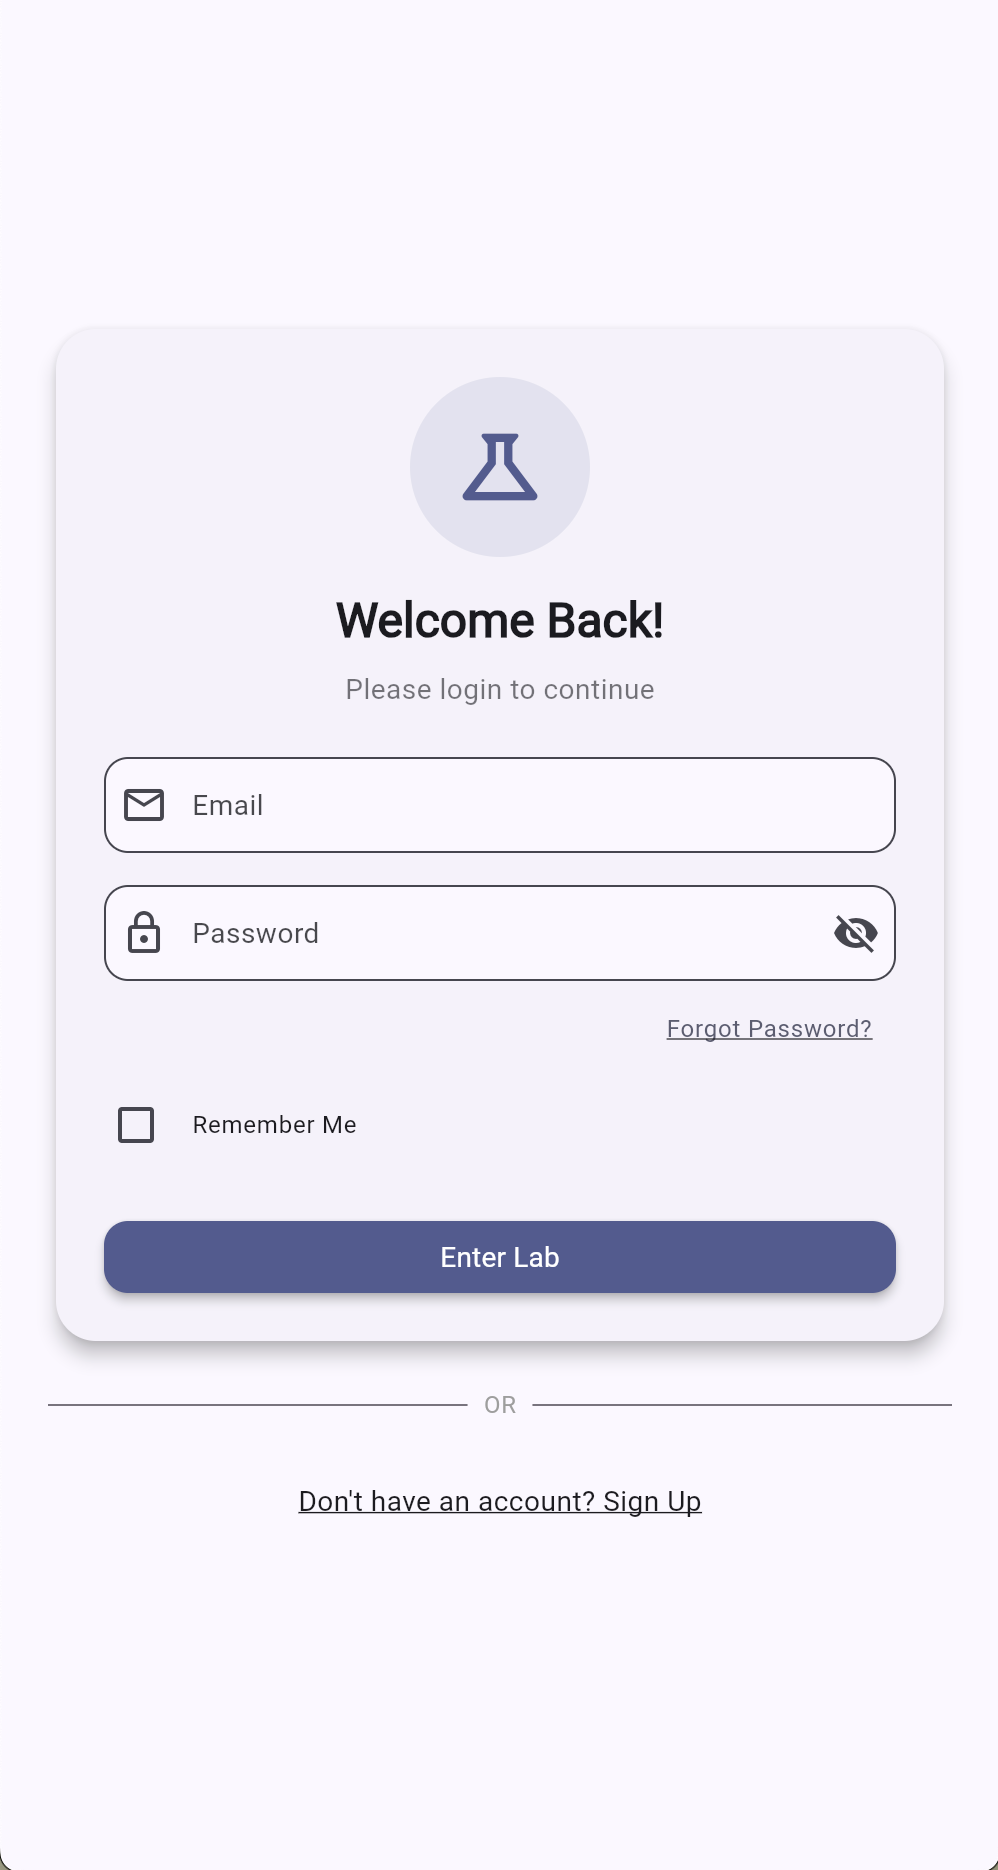 Welcome Back!
Please login to continue
Email
Password
Forgot Password?
Remember Me
Enter Lab
OR
Don't have an account? Sign Up